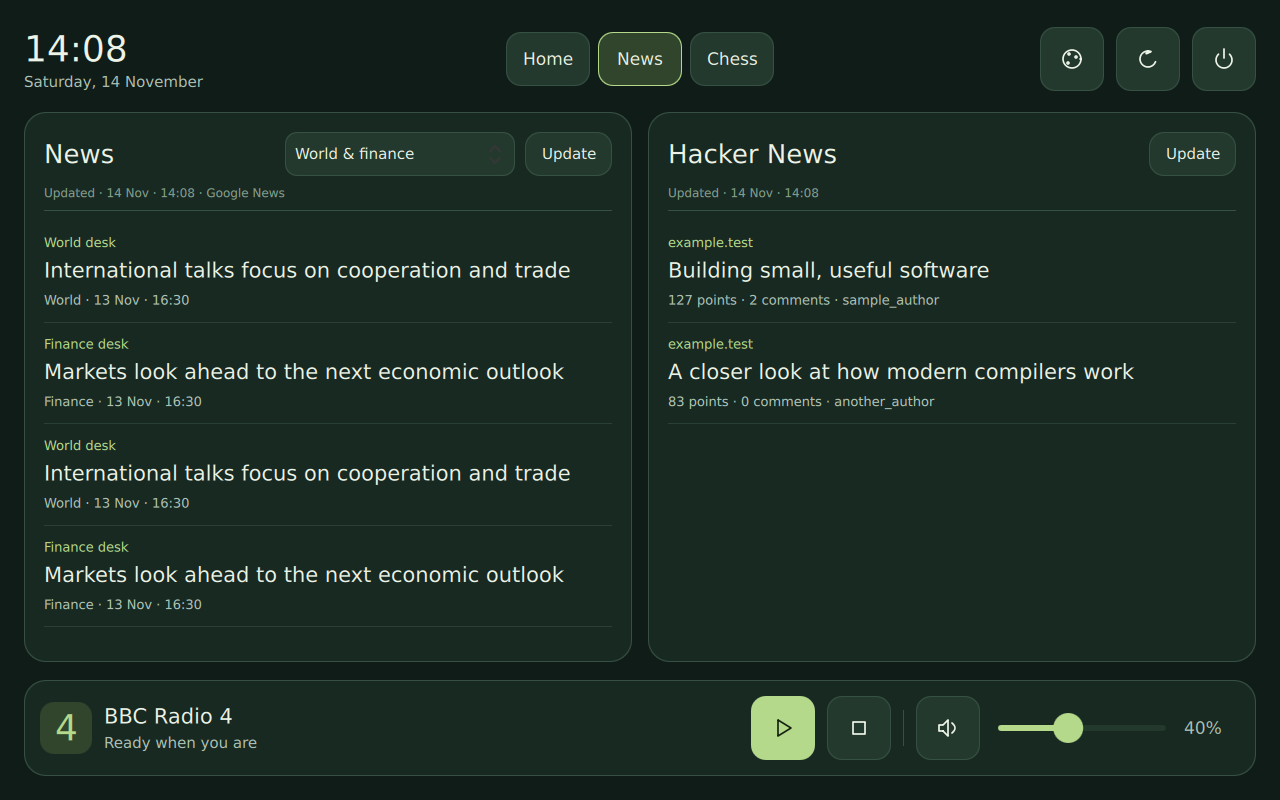 14:08
Saturday, 14 November
Home
News
Chess
News
World & finance
Update
Updated · 14 Nov · 14:08 · Google News
World desk
International talks focus on cooperation and trade
World · 13 Nov · 16:30
Finance desk
Markets look ahead to the next economic outlook
Finance · 13 Nov · 16:30
World desk
International talks focus on cooperation and trade
World · 13 Nov · 16:30
Finance desk
Markets look ahead to the next economic outlook
Finance · 13 Nov · 16:30
Hacker News
Update
Updated · 14 Nov · 14:08
example.test
Building small, useful software
127 points · 2 comments · sample_author
example.test
A closer look at how modern compilers work
83 points · 0 comments · another_author
4
BBC Radio 4
Ready when you are
40%